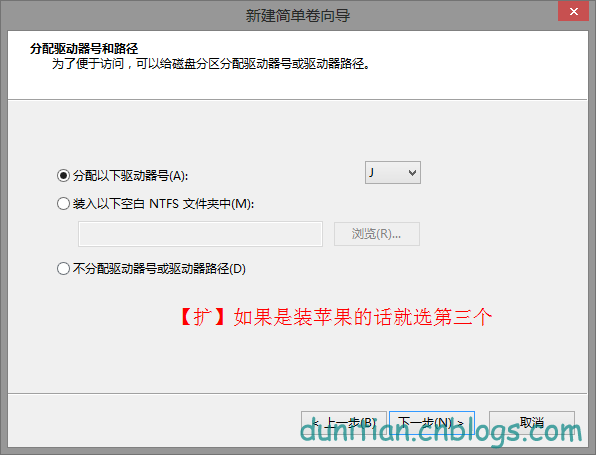 新建简单卷向导
分配驱动器号和路径
为了便于访问，可以给磁盘分区分配驱动器号或驱动器路径。
分配以下驱动器号(A):
J
装入以下空白 NTFS 文件夹中(M):
浏览(R)...
不分配驱动器号或驱动器路径(D)
【扩】如果是装苹果的话就选第三个
< 上一步(B)
下一步(N) >
取消
dunitian.cnblogs.com